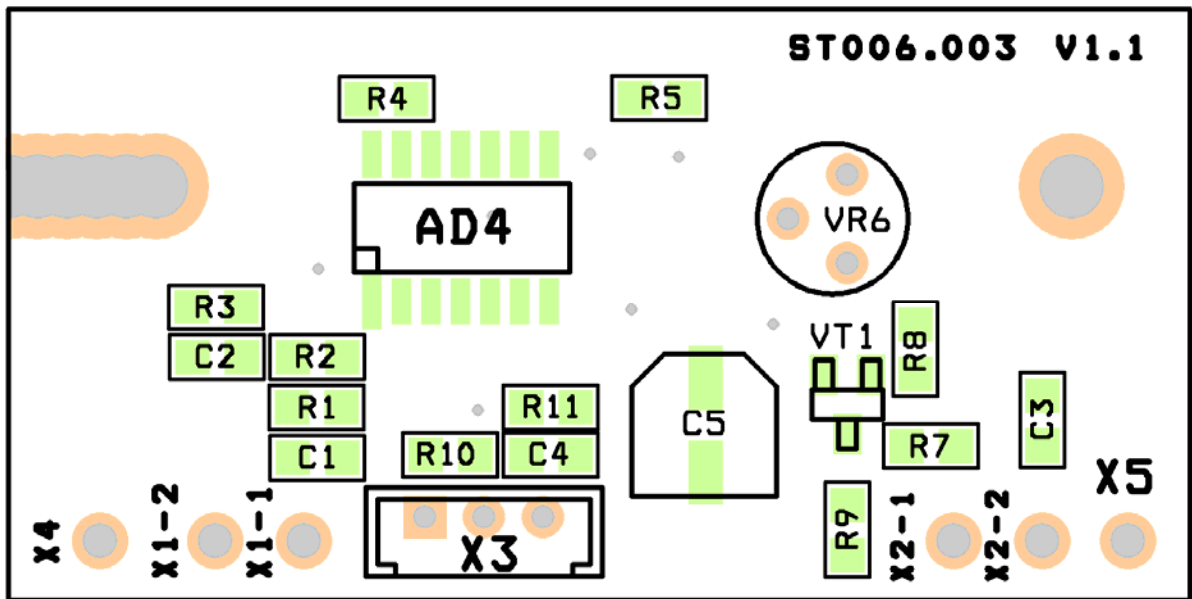 ST006.003 V1.1
R4
R5
AD4
VR6
R3
C2
R2
VT1
R8
R1
R11
C5
C3
C1
R10
C4
R7
X5
X4
X1-2
X1-1
X3
R9
X2-1
X2-2